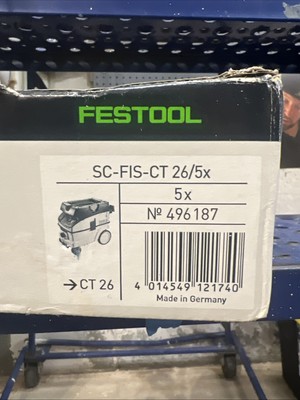 FESTOOL
SC-FIS-CT 26/5x
5x
№ 496187
→CT 26
4 014549 121740
Made in Germany